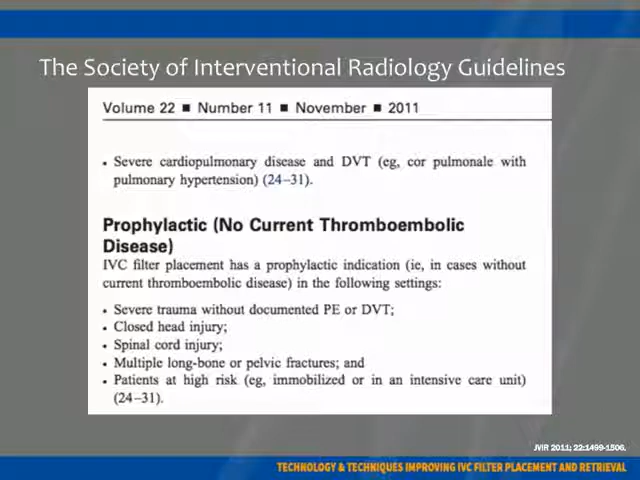 The Society of Interventional Radiology Guidelines
Volume 22 ■ Number 11 ■ November ■ 2011
• Severe cardiopulmonary disease and DVT (eg, cor pulmonale with
pulmonary hypertension) (24–31).
Prophylactic (No Current Thromboembolic
Disease)
IVC filter placement has a prophylactic indication (ie, in cases without
current thromboembolic disease) in the following settings:
• Severe trauma without documented PE or DVT;
• Closed head injury;
• Spinal cord injury;
• Multiple long-bone or pelvic fractures; and
• Patients at high risk (eg, immobilized or in an intensive care unit)
(24–31).
JVIR 2011; 22:1499-1506.
TECHNOLOGY & TECHNIQUES IMPROVING IVC FILTER PLACEMENT AND RETRIEVAL